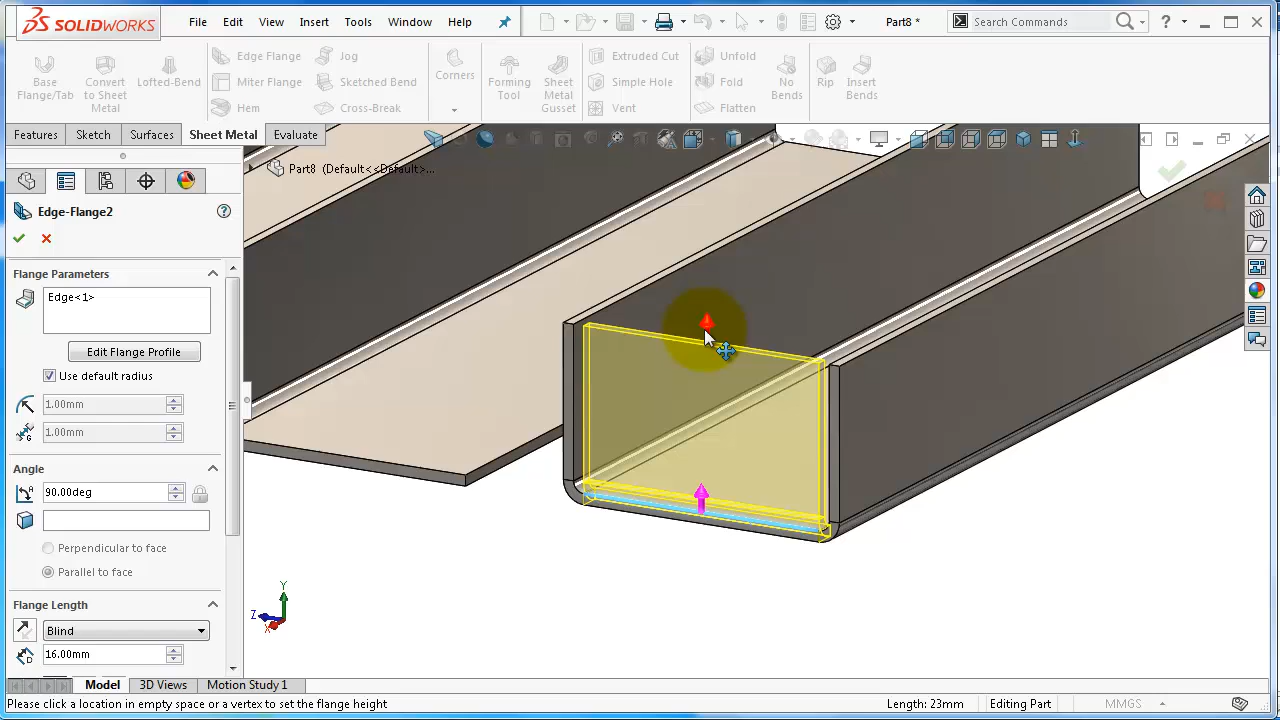 SOLIDWORKS File Edit View Insert Tools Window Help Part8 * Search Commands ?
Base Flange/Tab
Convert to Sheet Metal
Lofted-Bend
Edge Flange
Miter Flange
Hem
Jog
Sketched Bend
Cross-Break
Corners
Forming Tool
Sheet Metal Gusset
Extruded Cut
Simple Hole
Vent
Unfold
Fold
Flatten
No Bends
Rip
Insert Bends
Features Sketch Surfaces Sheet Metal Evaluate
Part8 (Default<<Default>...
Edge-Flange2 ?
Flange Parameters
Edge<1>
Edit Flange Profile
Use default radius
1.00mm
1.00mm
Angle
90.00deg
Perpendicular to face
Parallel to face
Flange Length
Blind
16.00mm
Y
Z
X
Model 3D Views Motion Study 1
Please click a location in empty space or a vertex to set the flange height Length: 23mm Editing Part MMGS